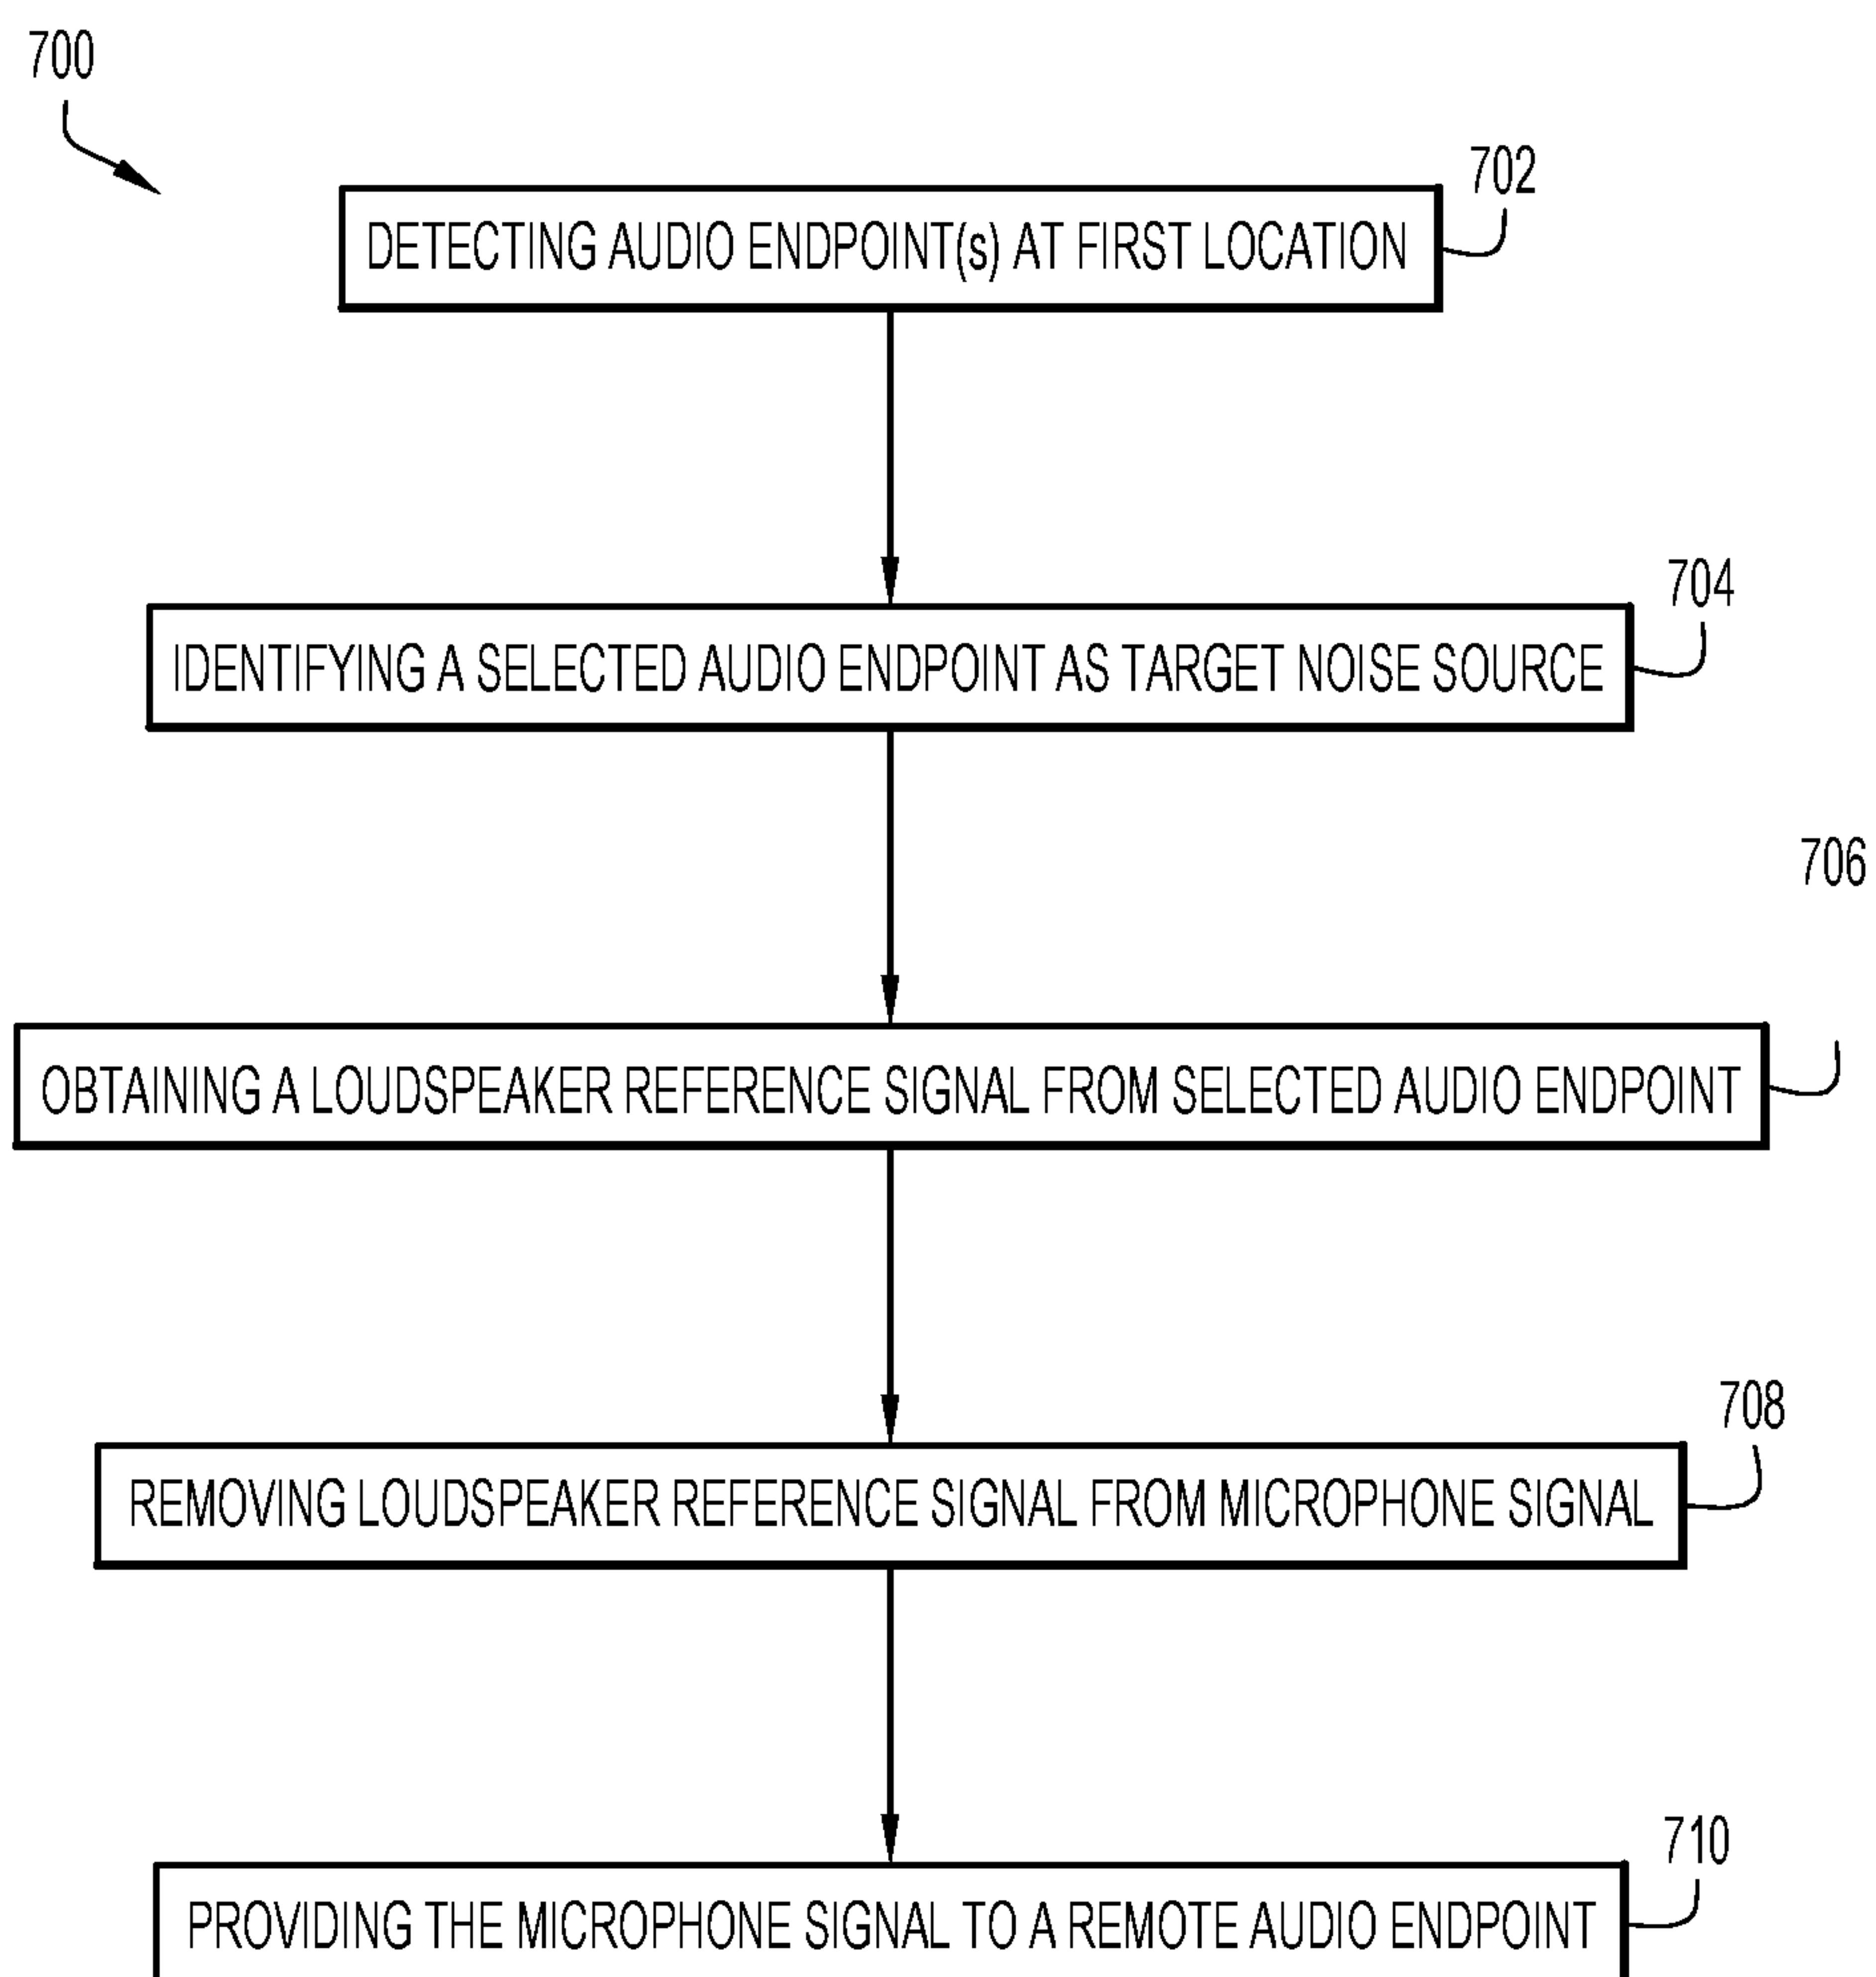 700
702
DETECTING AUDIO ENDPOINT(s) AT FIRST LOCATION
704
IDENTIFYING A SELECTED AUDIO ENDPOINT AS TARGET NOISE SOURCE
706
OBTAINING A LOUDSPEAKER REFERENCE SIGNAL FROM SELECTED AUDIO ENDPOINT
708
REMOVING LOUDSPEAKER REFERENCE SIGNAL FROM MICROPHONE SIGNAL
710
PROVIDING THE MICROPHONE SIGNAL TO A REMOTE AUDIO ENDPOINT